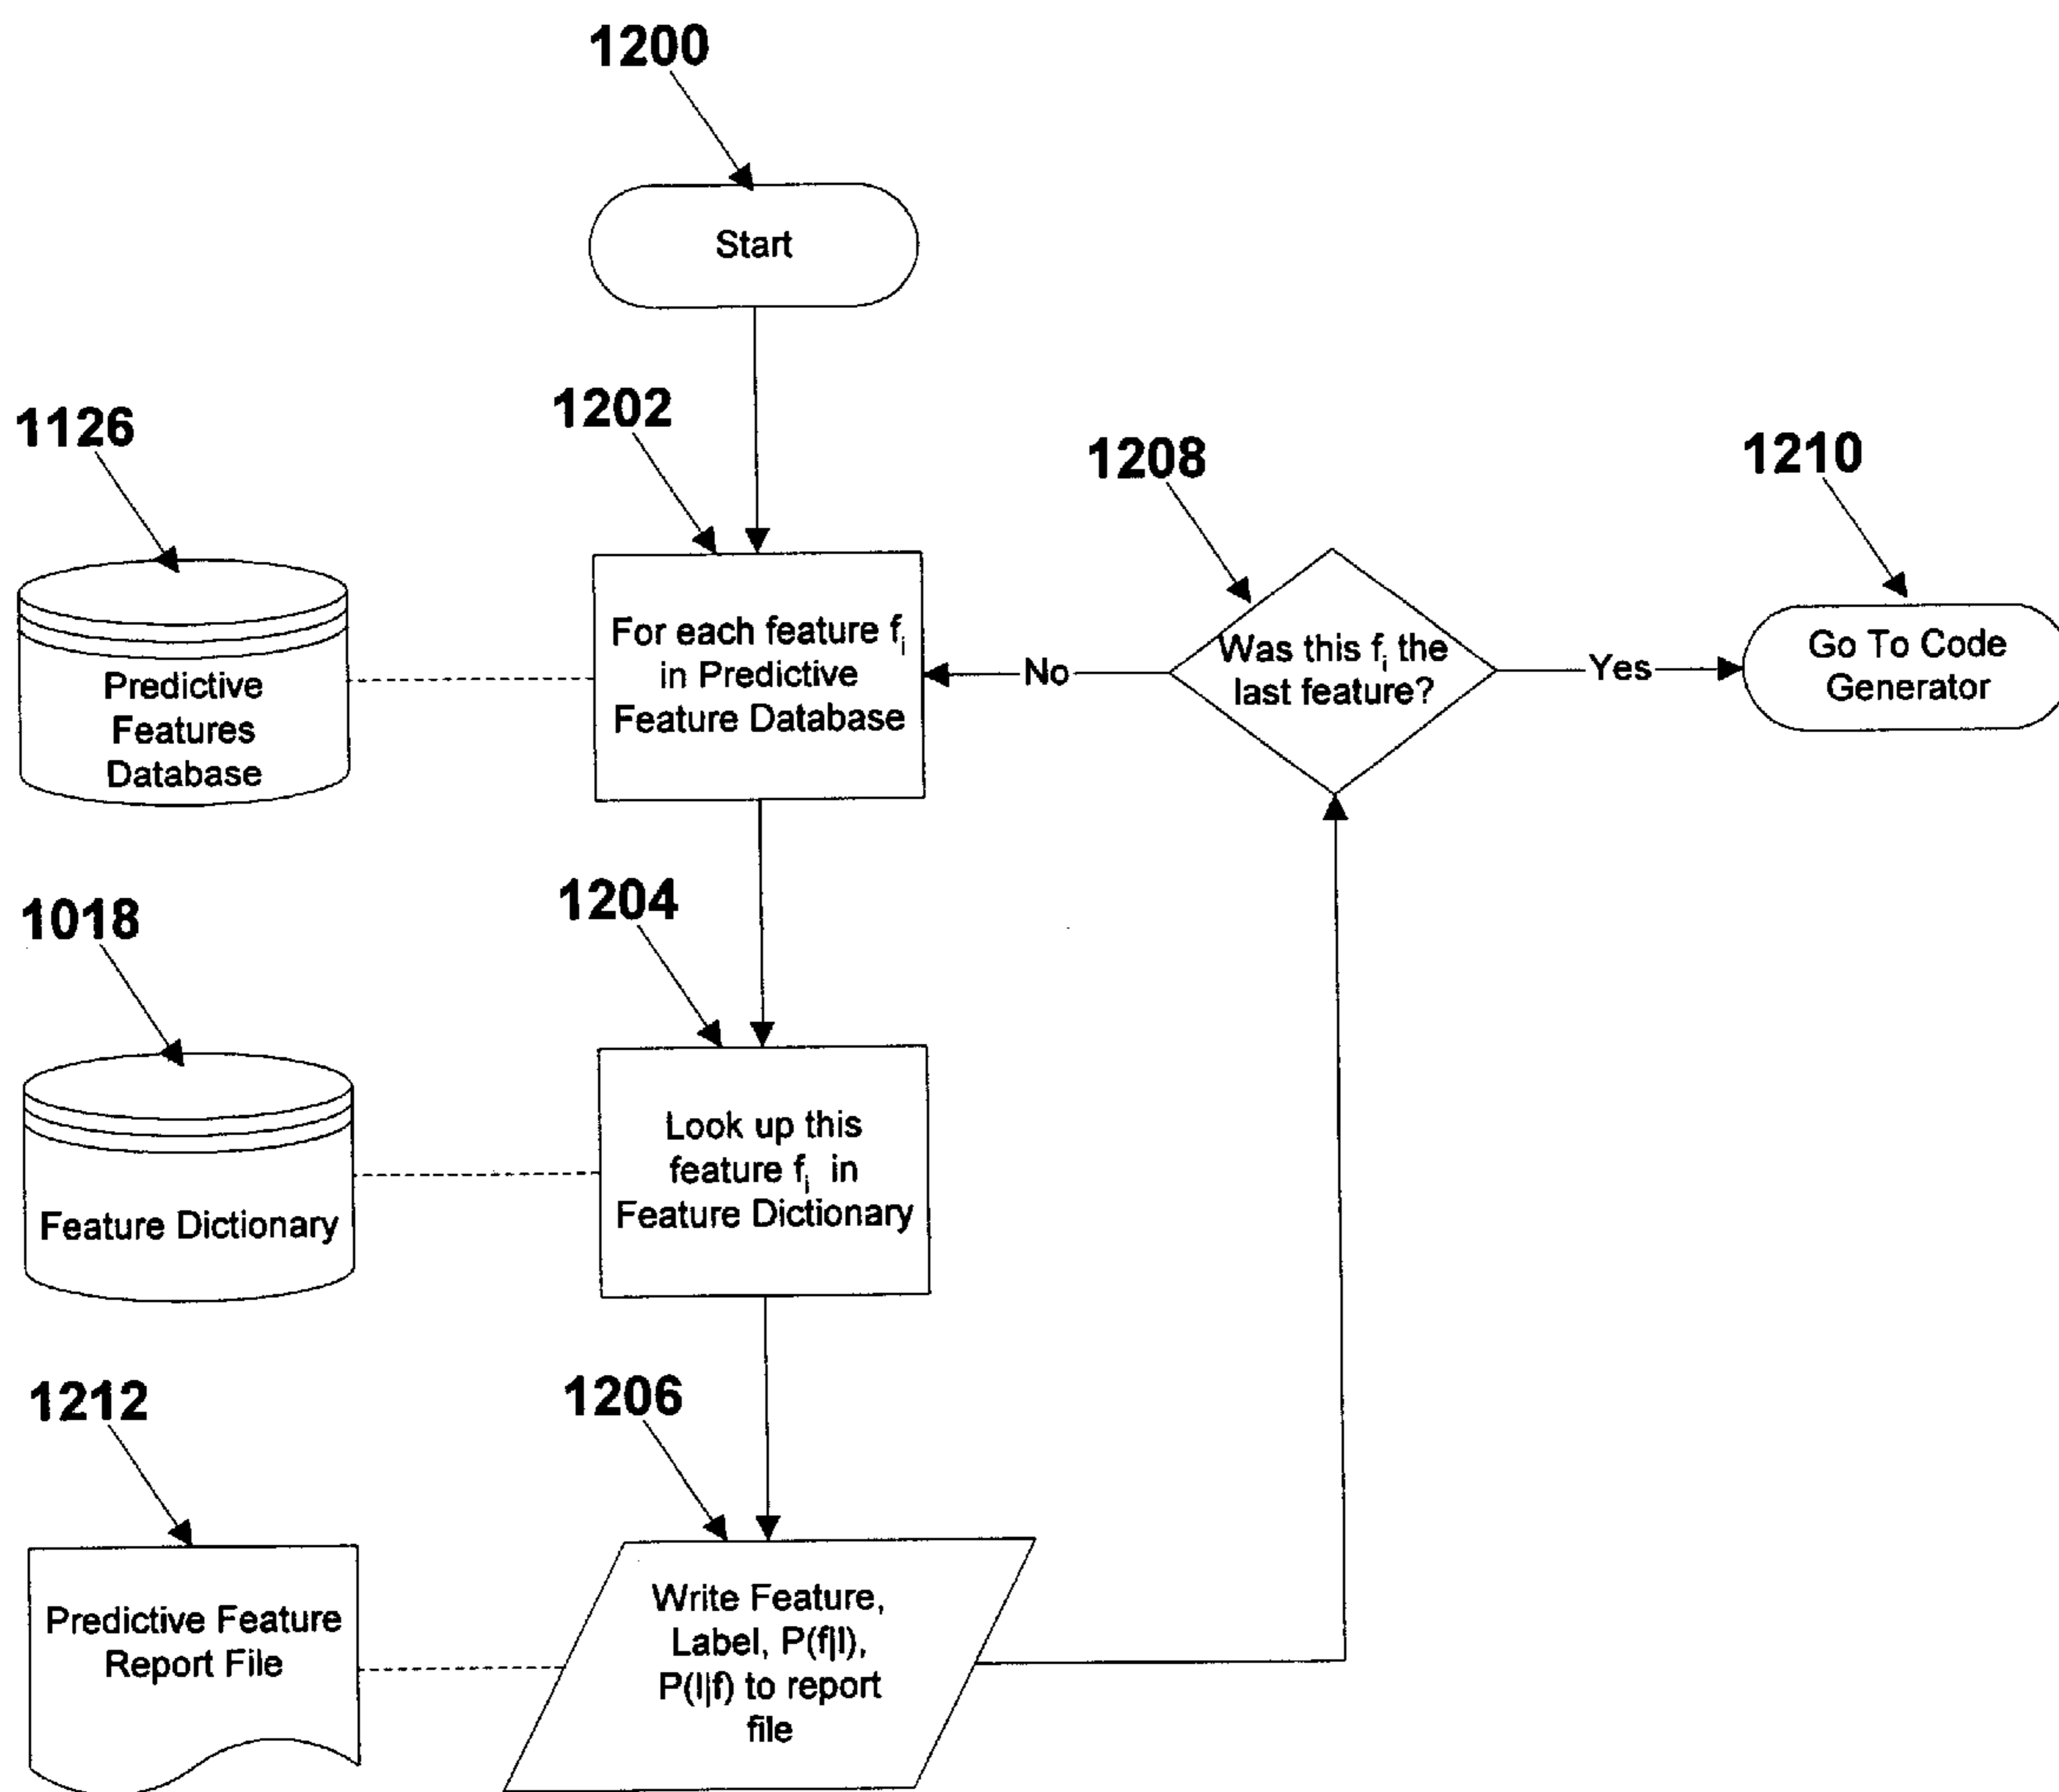 1200
Start
1202
1126
1208
1210
For each feature fi
in Predictive
Feature Database
Predictive
Features
Database
No
Was this fi the
last feature?
Yes
Go To Code
Generator
1204
1018
Look up this
feature fi in
Feature Dictionary
Feature Dictionary
1206
1212
Write Feature,
Label, P(f|l),
P(l|f) to report
file
Predictive Feature
Report File